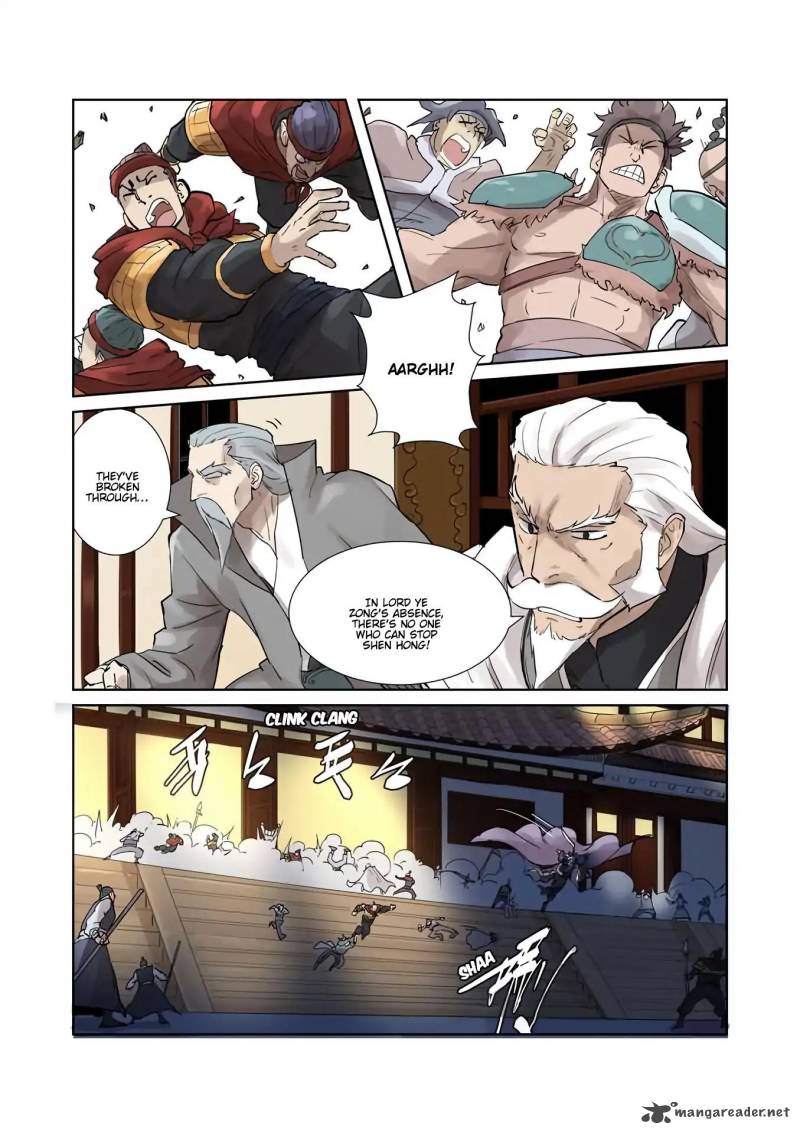 AARGHH!
THEY'VE
BROKEN
THROUGH...
IN LORD YE
ZONG'S ABSENCE,
THERE'S NO ONE
WHO CAN STOP
SHEN HONG!
CLINK CLANG
SHAA
mangareader.net